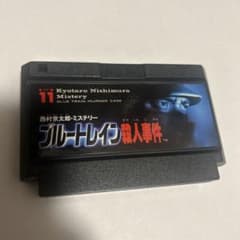 11
Kyotaro Nishimura
Mistery
BLUE TRAIN MURDER CASE
西村京太郎・ミステリー
ブルートレイン殺人事件